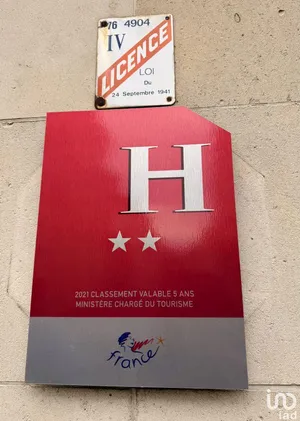 76 4904
IV
LICENCE
LOI
Du
24 Septembre 1941
H
2021 CLASSEMENT VALABLE 5 ANS
MINISTÈRE CHARGÉ DU TOURISME
france
ino
iad